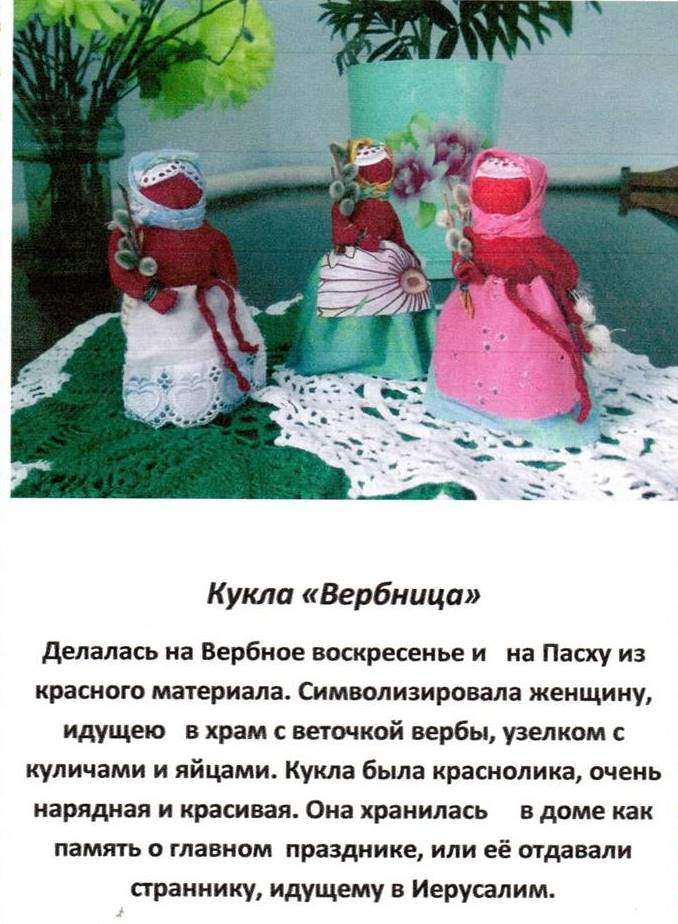 Кукла «Вербница»
Делалась на Вербное воскресенье и на Пасху из
красного материала. Символизировала женщину,
идущею в храм с веточкой вербы, узелком с
куличами и яйцами. Кукла была краснолика, очень
нарядная и красивая. Она хранилась в доме как
память о главном празднике, или её отдавали
страннику, идущему в Иерусалим.